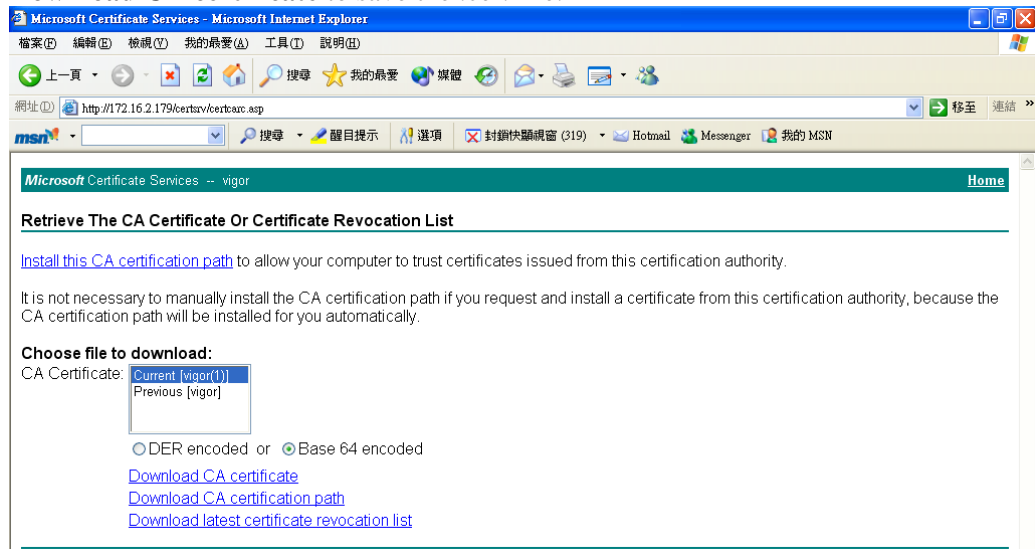 Microsoft Certificate Services - Microsoft Internet Explorer
檔案(F) 編輯(E) 檢視(V) 我的最愛(A) 工具(T) 說明(H)
上一頁 搜尋 我的最愛 媒體
網址(D) http://172.16.2.179/certsrv/certcarc.asp 移至 連結 »
msn 搜尋 醒目提示 選項 封鎖快顯視窗 (319) Hotmail Messenger 我的 MSN
Microsoft Certificate Services -- vigor Home
Retrieve The CA Certificate Or Certificate Revocation List
Install this CA certification path to allow your computer to trust certificates issued from this certification authority.
It is not necessary to manually install the CA certification path if you request and install a certificate from this certification authority, because the
CA certification path will be installed for you automatically.
Choose file to download:
CA Certificate: Current [vigor(1)]
Previous [vigor]
DER encoded or Base 64 encoded
Download CA certificate
Download CA certification path
Download latest certificate revocation list